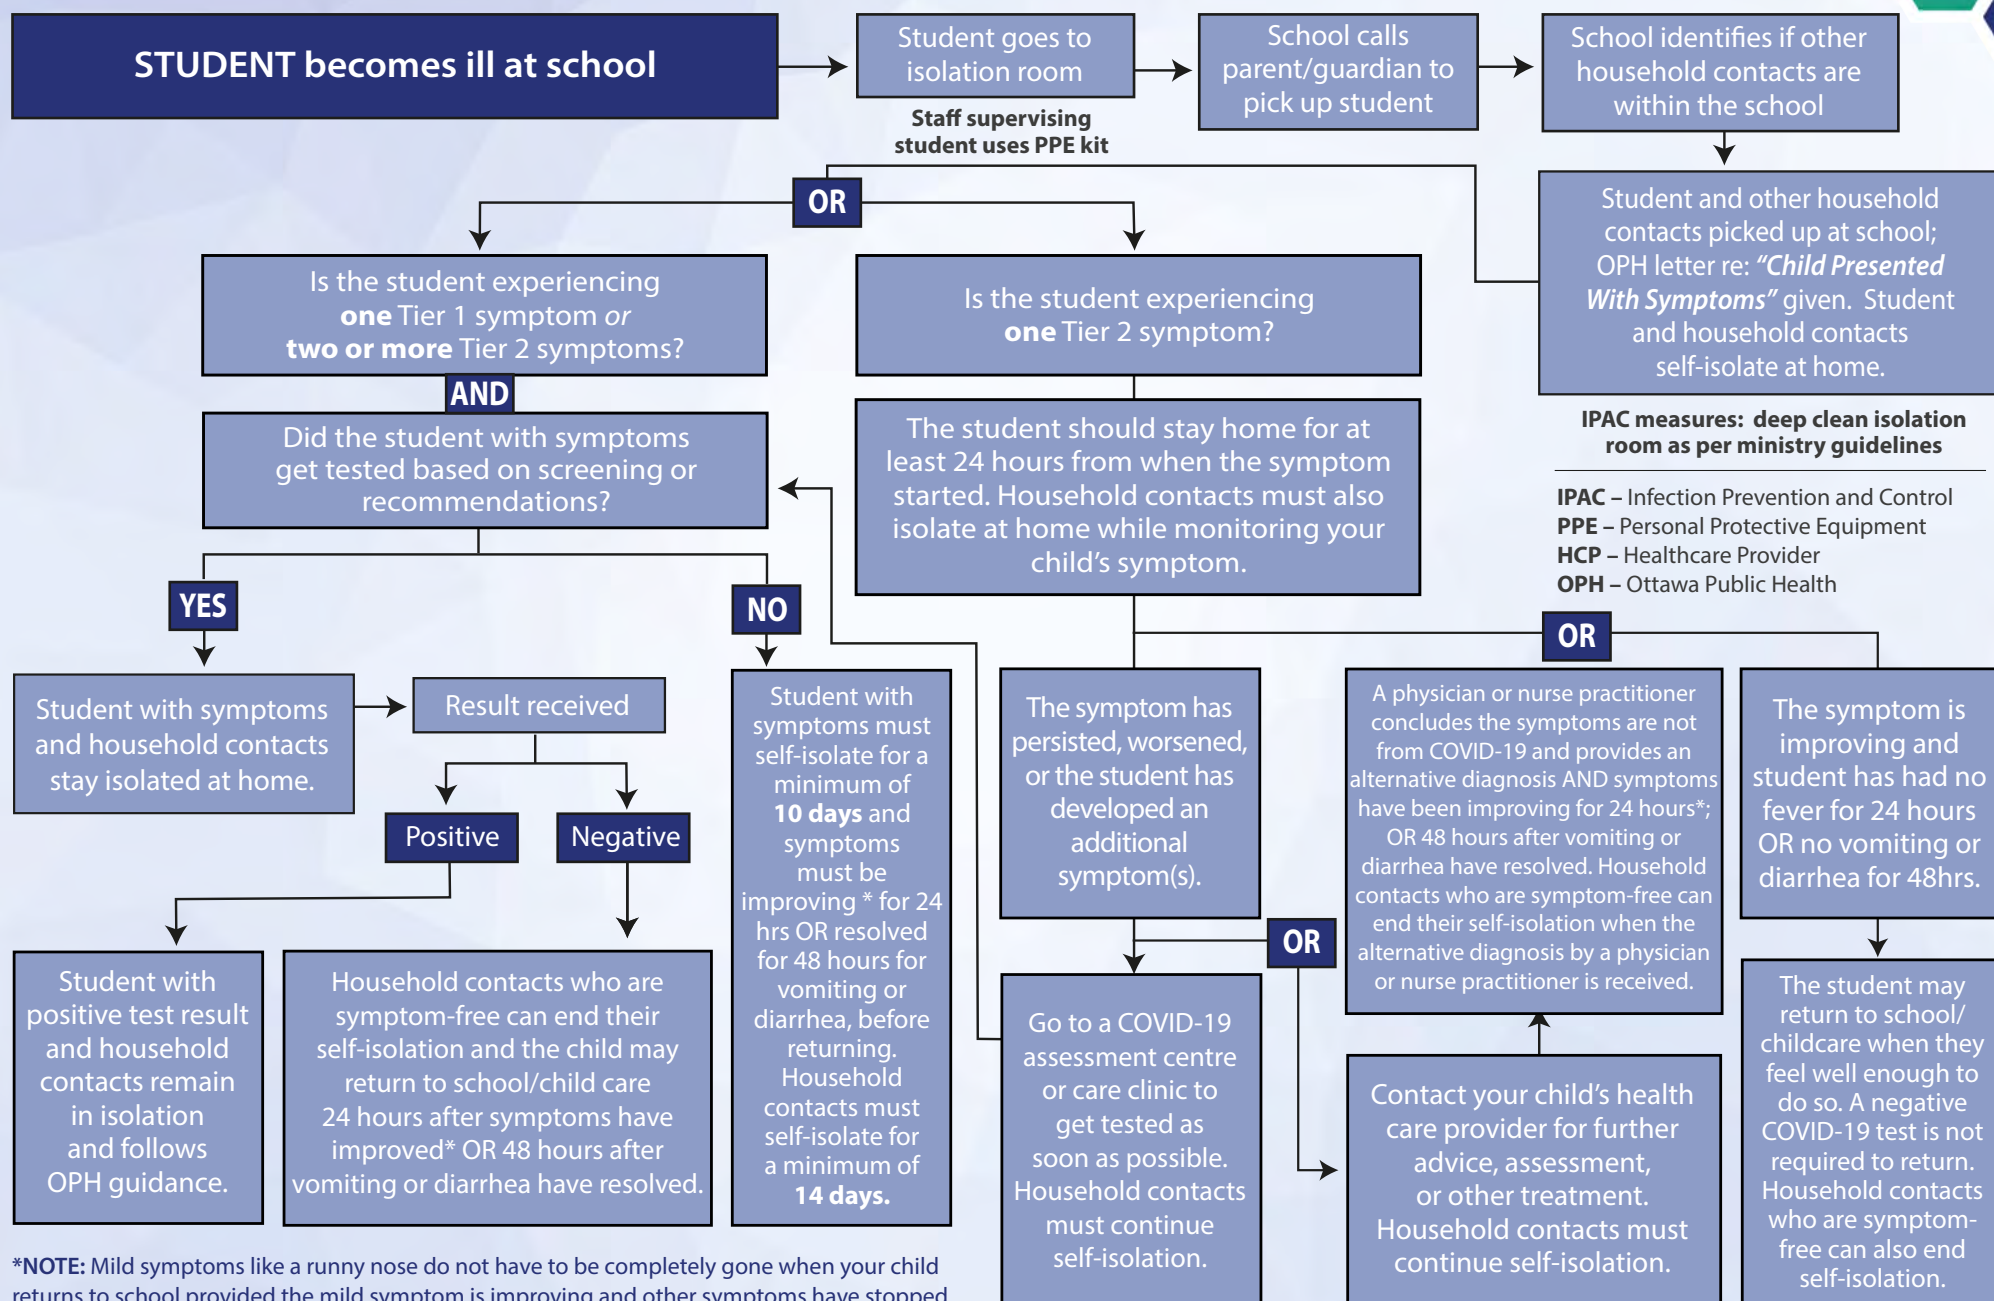 STUDENT becomes ill at school
Student goes to
isolation room
Staff supervising
student uses PPE kit
School calls
parent/guardian to
pick up student
School identifies if other
household contacts are
within the school
Student and other household
contacts picked up at school;
OPH letter re: “Child Presented
With Symptoms” given. Student
and household contacts
self-isolate at home.
IPAC measures: deep clean isolation
room as per ministry guidelines
IPAC – Infection Prevention and Control
PPE – Personal Protective Equipment
HCP – Healthcare Provider
OPH – Ottawa Public Health
OR
Is the student experiencing
one Tier 1 symptom or
two or more Tier 2 symptoms?
AND
Did the student with symptoms
get tested based on screening or
recommendations?
YES
NO
Student with symptoms
and household contacts
stay isolated at home.
Result received
Positive
Negative
Student with
positive test result
and household
contacts remain
in isolation
and follows
OPH guidance.
Household contacts who are
symptom-free can end their
self-isolation and the child may
return to school/child care
24 hours after symptoms have
improved* OR 48 hours after
vomiting or diarrhea have resolved.
Student with
symptoms must
self-isolate for a
minimum of
10 days and
symptoms
must be
improving * for 24
hrs OR resolved
for 48 hours for
vomiting or
diarrhea, before
returning.
Household
contacts must
self-isolate for
a minimum of
14 days.
Is the student experiencing
one Tier 2 symptom?
The student should stay home for at
least 24 hours from when the symptom
started. Household contacts must also
isolate at home while monitoring your
child’s symptom.
OR
The symptom has
persisted, worsened,
or the student has
developed an
additional
symptom(s).
OR
Go to a COVID-19
assessment centre
or care clinic to
get tested as
soon as possible.
Household contacts
must continue
self-isolation.
A physician or nurse practitioner
concludes the symptoms are not
from COVID-19 and provides an
alternative diagnosis AND symptoms
have been improving for 24 hours*;
OR 48 hours after vomiting or
diarrhea have resolved. Household
contacts who are symptom-free can
end their self-isolation when the
alternative diagnosis by a physician
or nurse practitioner is received.
Contact your child’s health
care provider for further
advice, assessment,
or other treatment.
Household contacts must
continue self-isolation.
The symptom is
improving and
student has had no
fever for 24 hours
OR no vomiting or
diarrhea for 48hrs.
The student may
return to school/
childcare when they
feel well enough to
do so. A negative
COVID-19 test is not
required to return.
Household contacts
who are symptom-
free can also end
self-isolation.
*NOTE: Mild symptoms like a runny nose do not have to be completely gone when your child
returns to school provided the mild symptom is improving and other symptoms have stopped